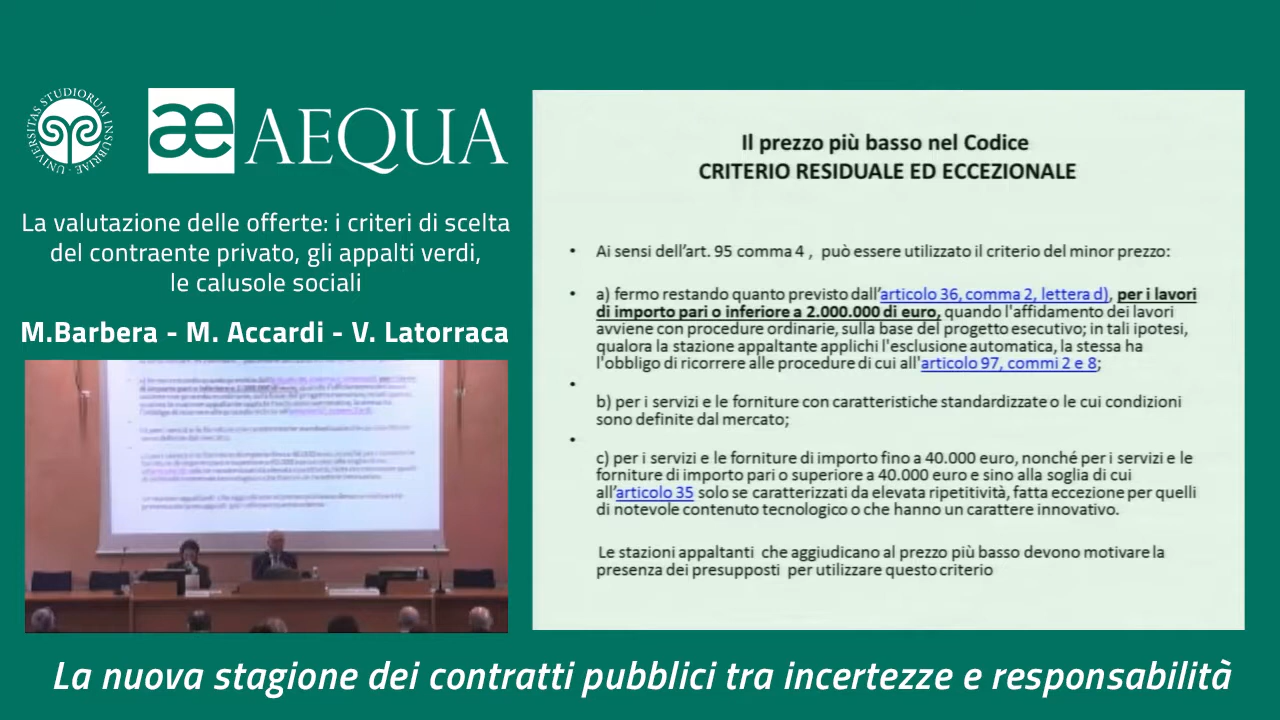 UNIVERSITAS STUDIORUM INSUBRIAE
æ AEQUA
La valutazione delle offerte: i criteri di scelta
del contraente privato, gli appalti verdi,
le calusole sociali
M.Barbera - M. Accardi - V. Latorraca
Il prezzo più basso nel Codice
CRITERIO RESIDUALE ED ECCEZIONALE
• Ai sensi dell'art. 95 comma 4 , può essere utilizzato il criterio del minor prezzo:
• a) fermo restando quanto previsto dall'articolo 36, comma 2, lettera d), per i lavori
di importo pari o inferiore a 2.000.000 di euro, quando l'affidamento dei lavori
avviene con procedure ordinarie, sulla base del progetto esecutivo; in tali ipotesi,
qualora la stazione appaltante applichi l'esclusione automatica, la stessa ha
l'obbligo di ricorrere alle procedure di cui all'articolo 97, commi 2 e 8;
•
b) per i servizi e le forniture con caratteristiche standardizzate o le cui condizioni
sono definite dal mercato;
•
c) per i servizi e le forniture di importo fino a 40.000 euro, nonché per i servizi e le
forniture di importo pari o superiore a 40.000 euro e sino alla soglia di cui
all'articolo 35 solo se caratterizzati da elevata ripetitività, fatta eccezione per quelli
di notevole contenuto tecnologico o che hanno un carattere innovativo.
Le stazioni appaltanti che aggiudicano al prezzo più basso devono motivare la
presenza dei presupposti per utilizzare questo criterio
La nuova stagione dei contratti pubblici tra incertezze e responsabilità